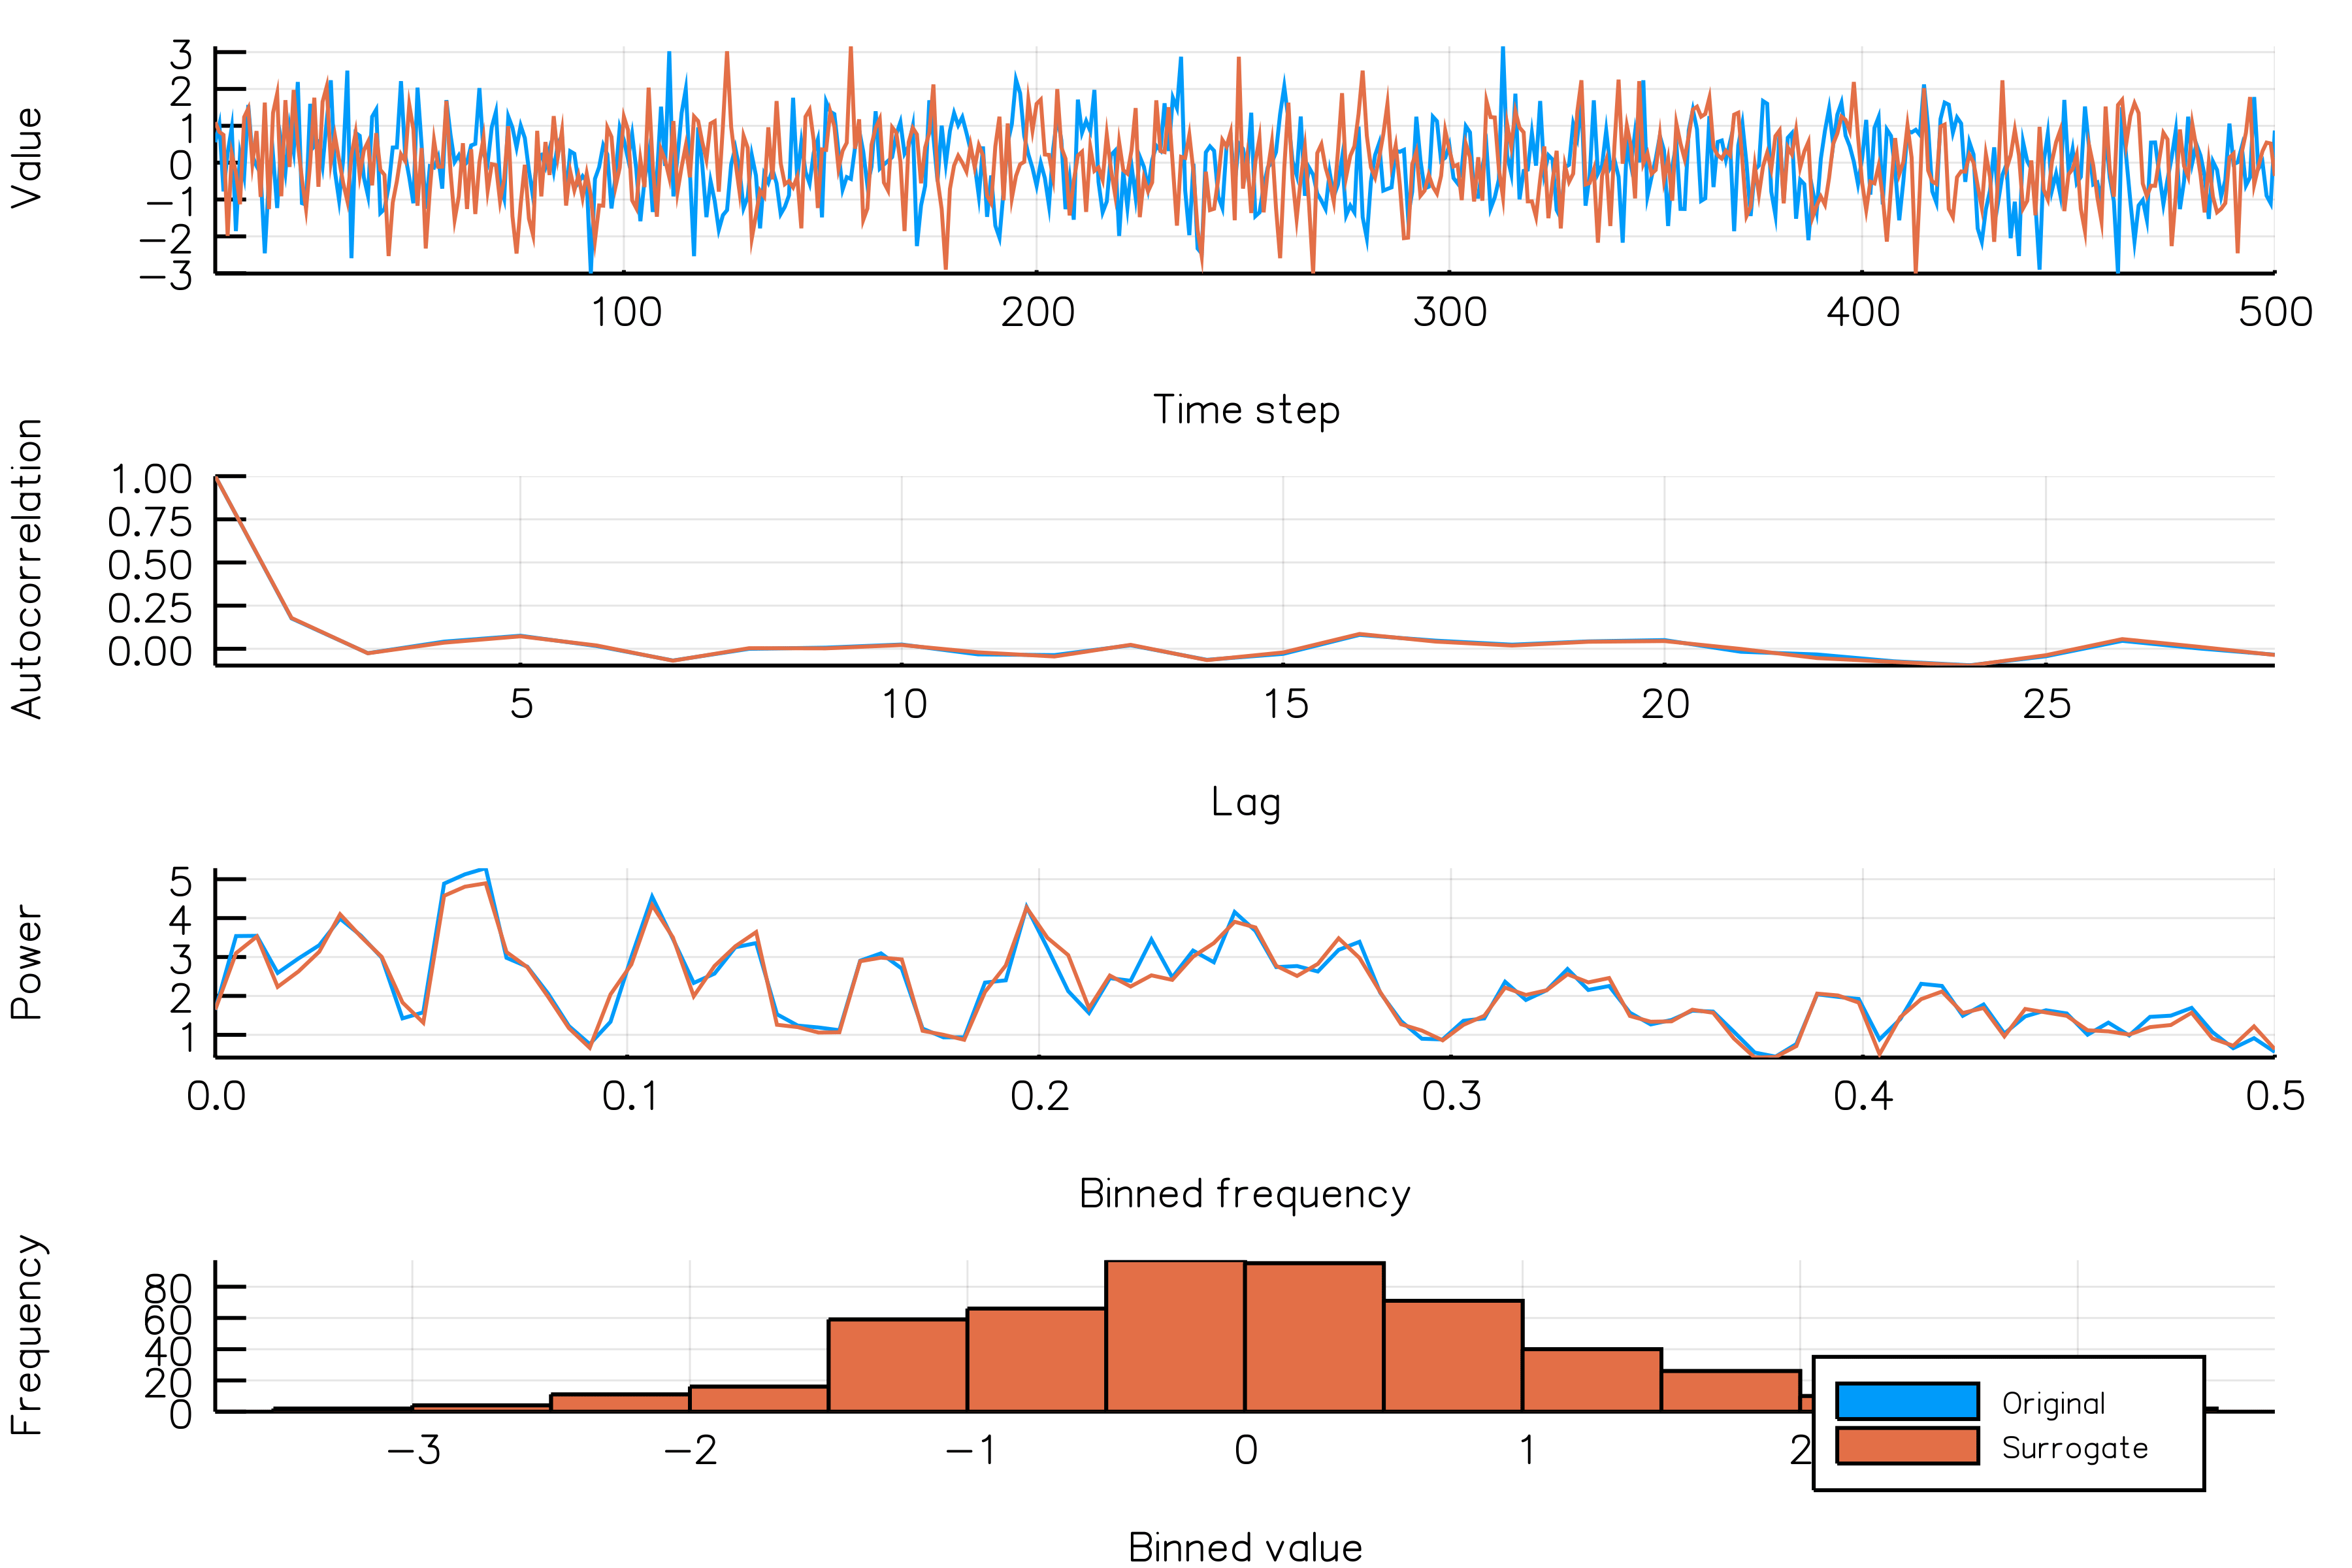 Value
3
2
1
0
−1
−2
−3
100 200 300 400 500
Time step
Autocorrelation
1.00
0.75
0.50
0.25
0.00
5 10 15 20 25
Lag
Power
5
4
3
2
1
0.0 0.1 0.2 0.3 0.4 0.5
Binned frequency
Frequency
80
60
40
20
0
−3 −2 −1 0 1 2
Original
Surrogate
Binned value